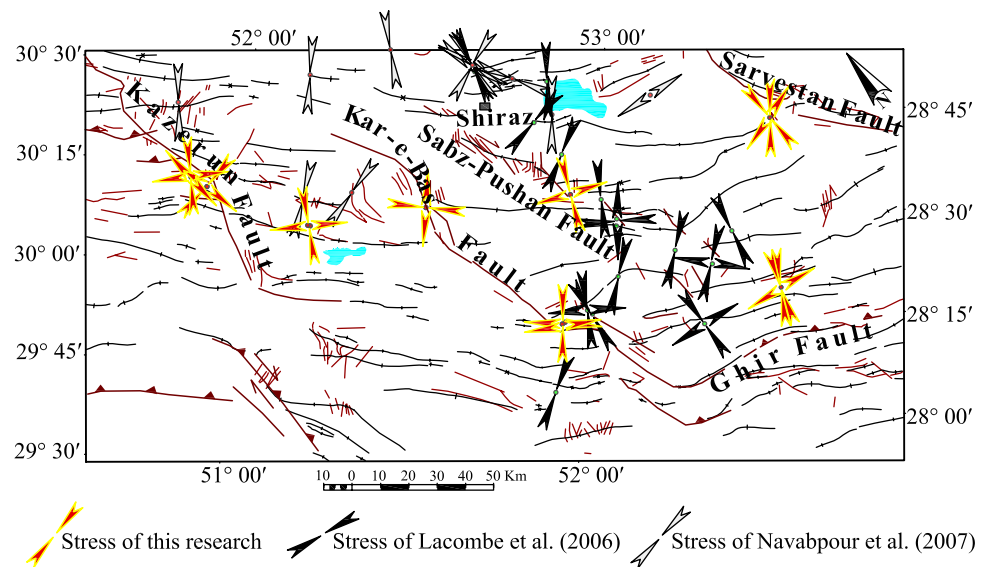 52° 00′ 53° 00′
30° 30′
30° 15′
30° 00′
29° 45′
29° 30′
28° 45′
28° 30′
28° 15′
28° 00′
51° 00′ 52° 00′
Kazerun Fault
Kar-e-Bas Fault
Sabz-Pushan Fault
Shiraz
Sarvestan Fault
Ghir Fault
10 0 10 20 30 40 50 Km
Stress of this research
Stress of Lacombe et al. (2006)
Stress of Navabpour et al. (2007)